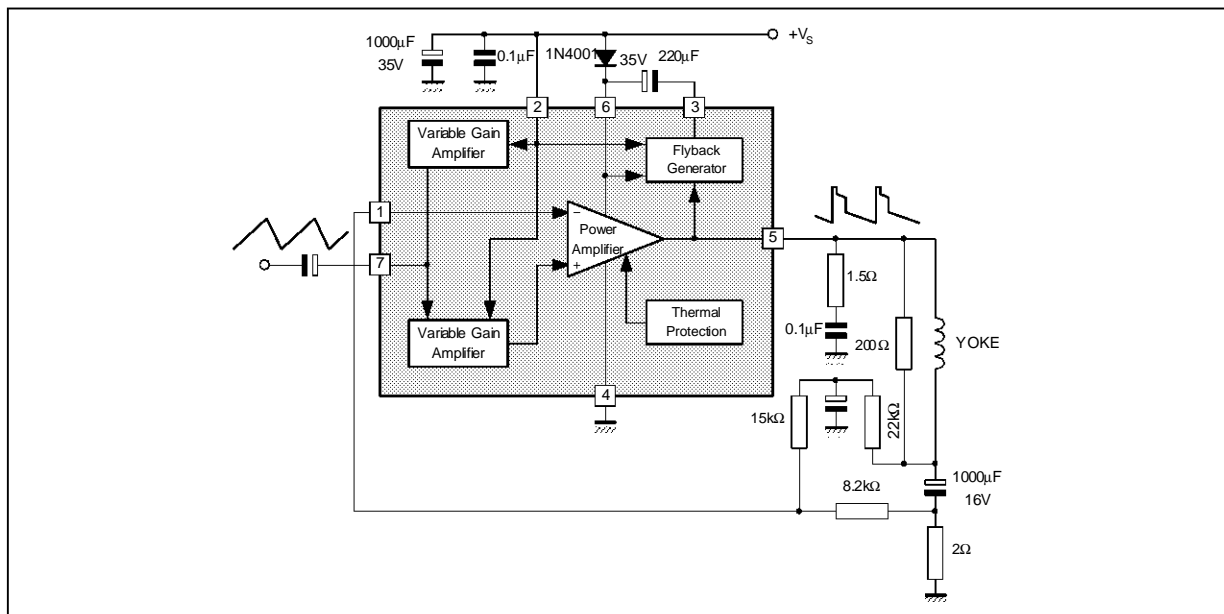 +VS
1000µF
35V
0.1µF
1N4001
35V
220µF
2
6
3
Variable Gain
Amplifier
Flyback
Generator
1
−
Power
Amplifier
+
5
7
1.5Ω
Thermal
Protection
Variable Gain
Amplifier
0.1µF
200Ω
YOKE
4
15kΩ
22kΩ
1000µF
16V
8.2kΩ
2Ω